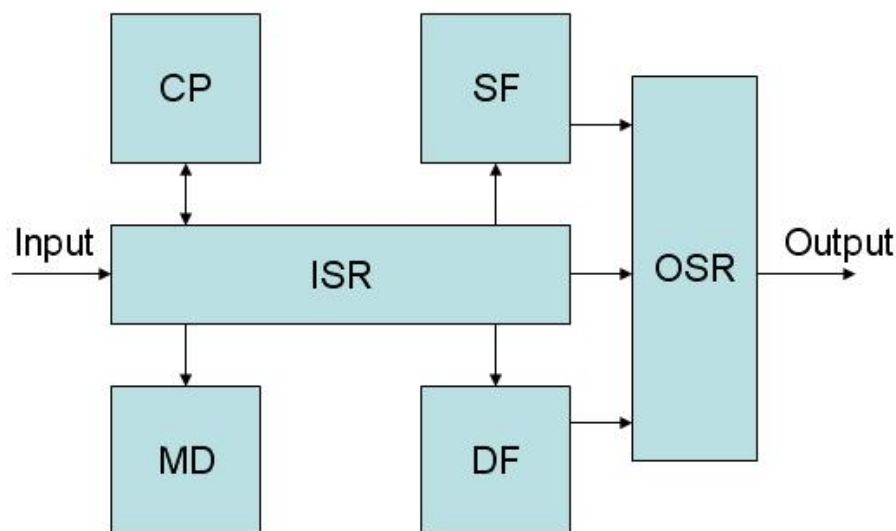 CP
SF
Input
ISR
OSR
Output
MD
DF